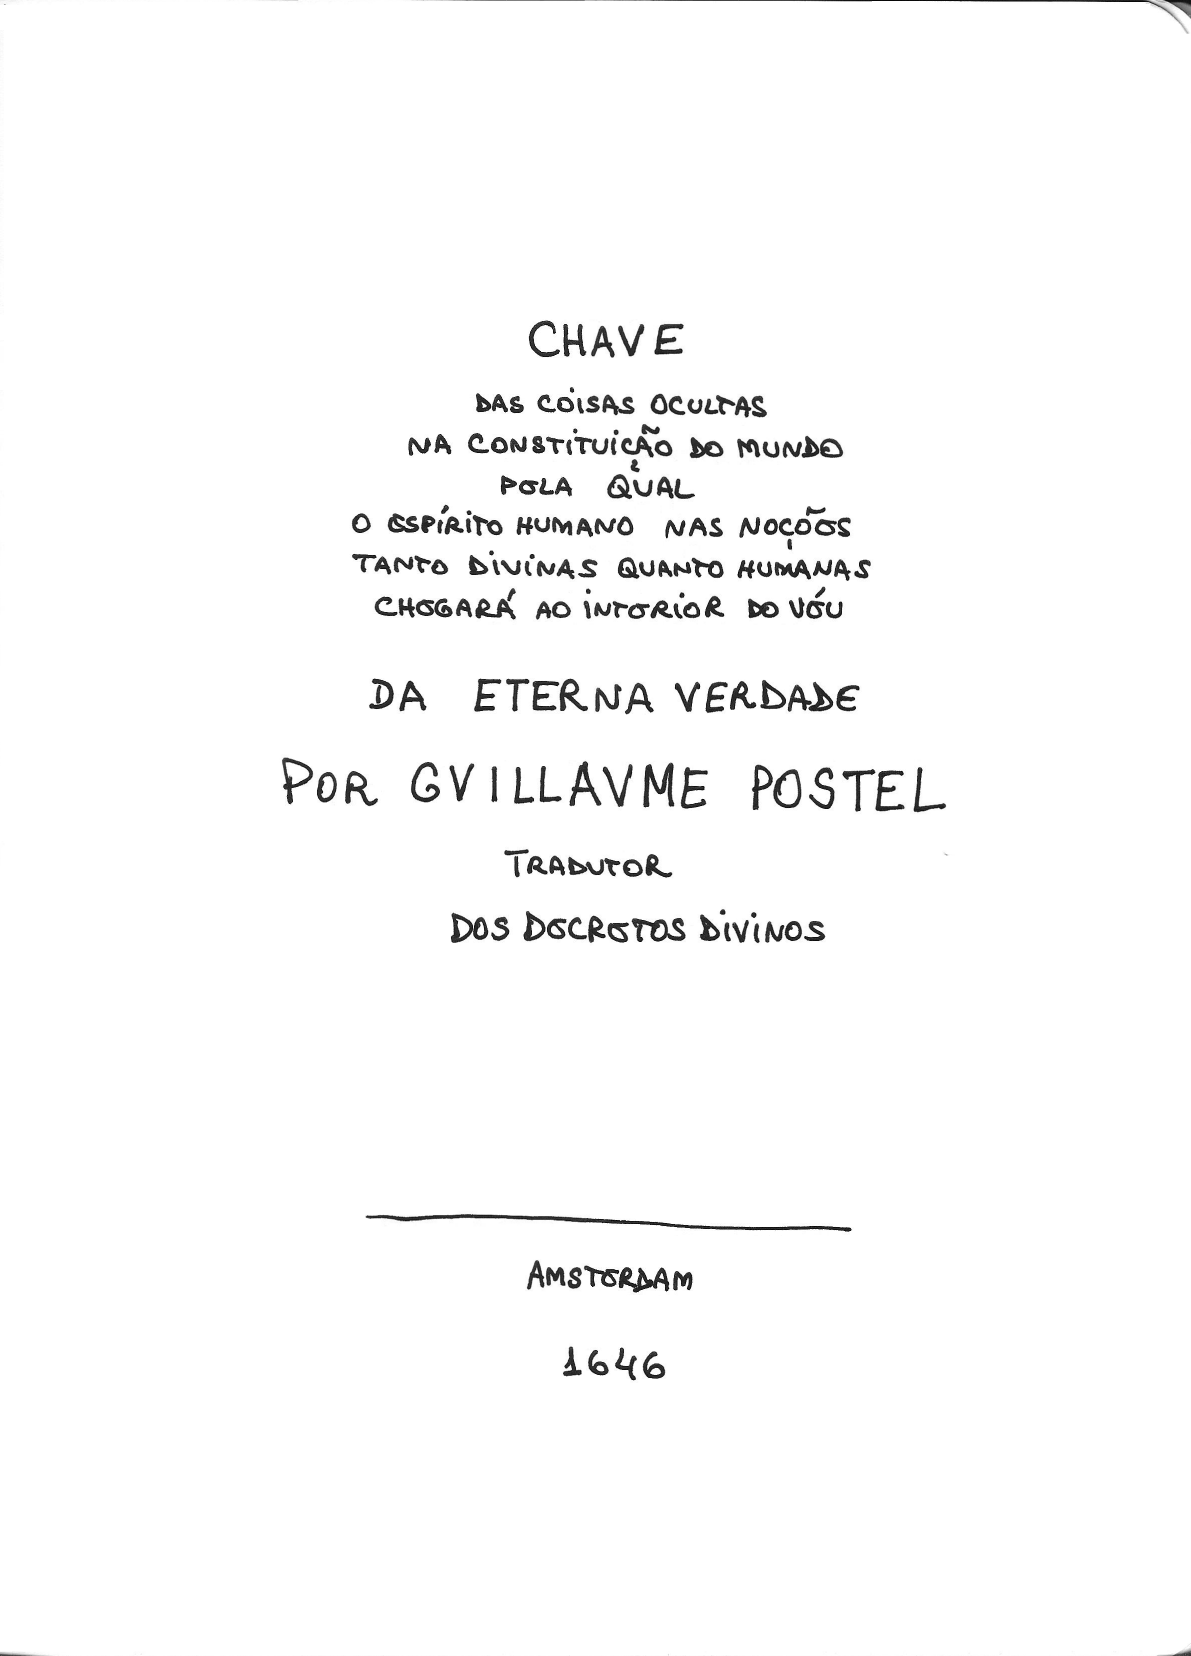 CHAVE
DAS COISAS OCULTAS
NA CONSTITUIÇÃO DO MUNDO
PELA QUAL
O ESPÍRITO HUMANO NAS NOÇÕES
TANTO DIVINAS QUANTO HUMANAS
CHEGARÁ AO INTERIOR DO VÉU
DA ETERNA VERDADE
POR GVILLAVME POSTEL
TRADUTOR
DOS DECRETOS DIVINOS
AMSTERDAM
1646